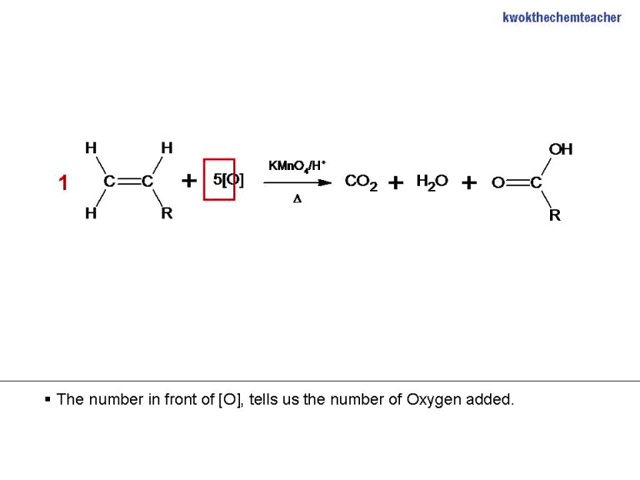 kwokthechemteacher
H H OH
KMnO₄/H⁺
1 C=C + 5[O] CO₂ + H₂O + O=C
Δ
H R R
▪ The number in front of [O], tells us the number of Oxygen added.